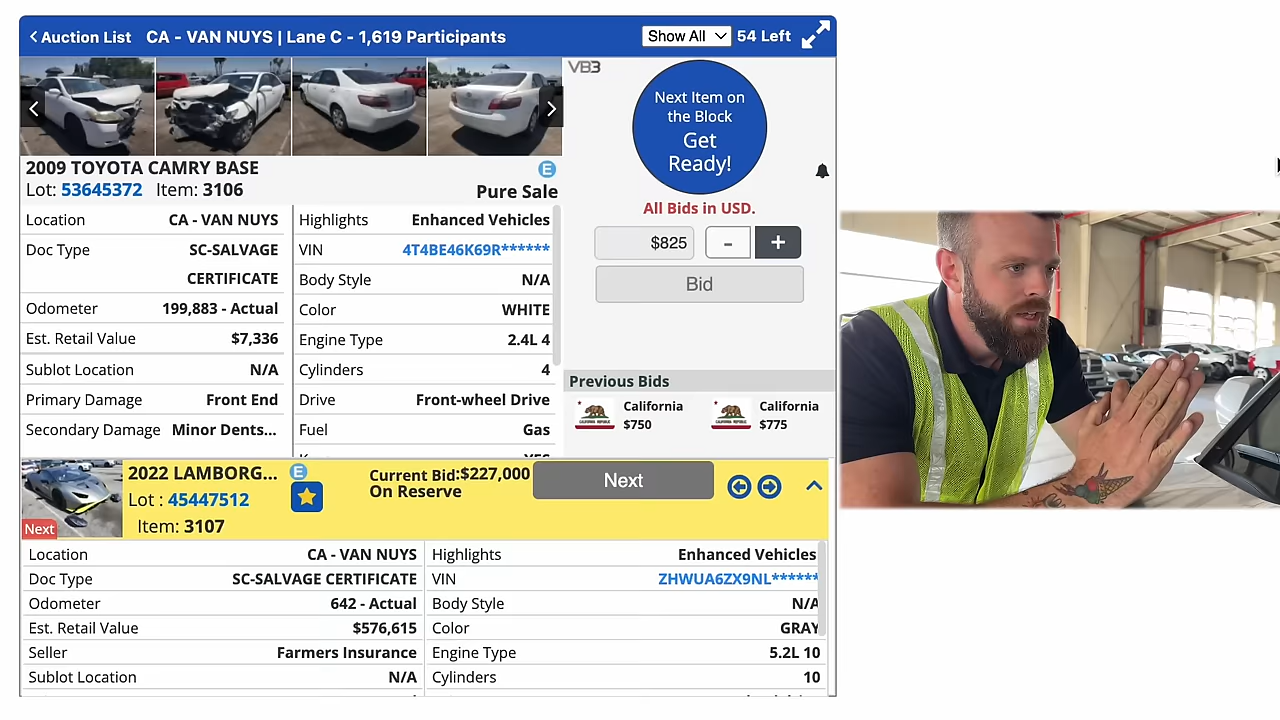 Auction List CA - VAN NUYS | Lane C - 1,619 Participants Show All 54 Left
VB3
Next Item on
the Block
Get
Ready!
2009 TOYOTA CAMRY BASE E
Lot: 53645372 Item: 3106
Pure Sale
All Bids in USD.
$825 - +
Bid
Location CA - VAN NUYS
Doc Type SC-SALVAGE
CERTIFICATE
Odometer 199,883 - Actual
Est. Retail Value $7,336
Sublot Location N/A
Primary Damage Front End
Secondary Damage Minor Dents...
Highlights Enhanced Vehicles
VIN 4T4BE46K69R******
Body Style N/A
Color WHITE
Engine Type 2.4L 4
Cylinders 4
Drive Front-wheel Drive
Fuel Gas
Previous Bids
California
$750
California
$775
2022 LAMBORG... E
Lot : 45447512
Item: 3107
Next
Current Bid:$227,000
On Reserve
Next
Location CA - VAN NUYS
Doc Type SC-SALVAGE CERTIFICATE
Odometer 642 - Actual
Est. Retail Value $576,615
Seller Farmers Insurance
Sublot Location N/A
Highlights Enhanced Vehicles
VIN ZHWUA6ZX9NL******
Body Style N/A
Color GRAY
Engine Type 5.2L 10
Cylinders 10